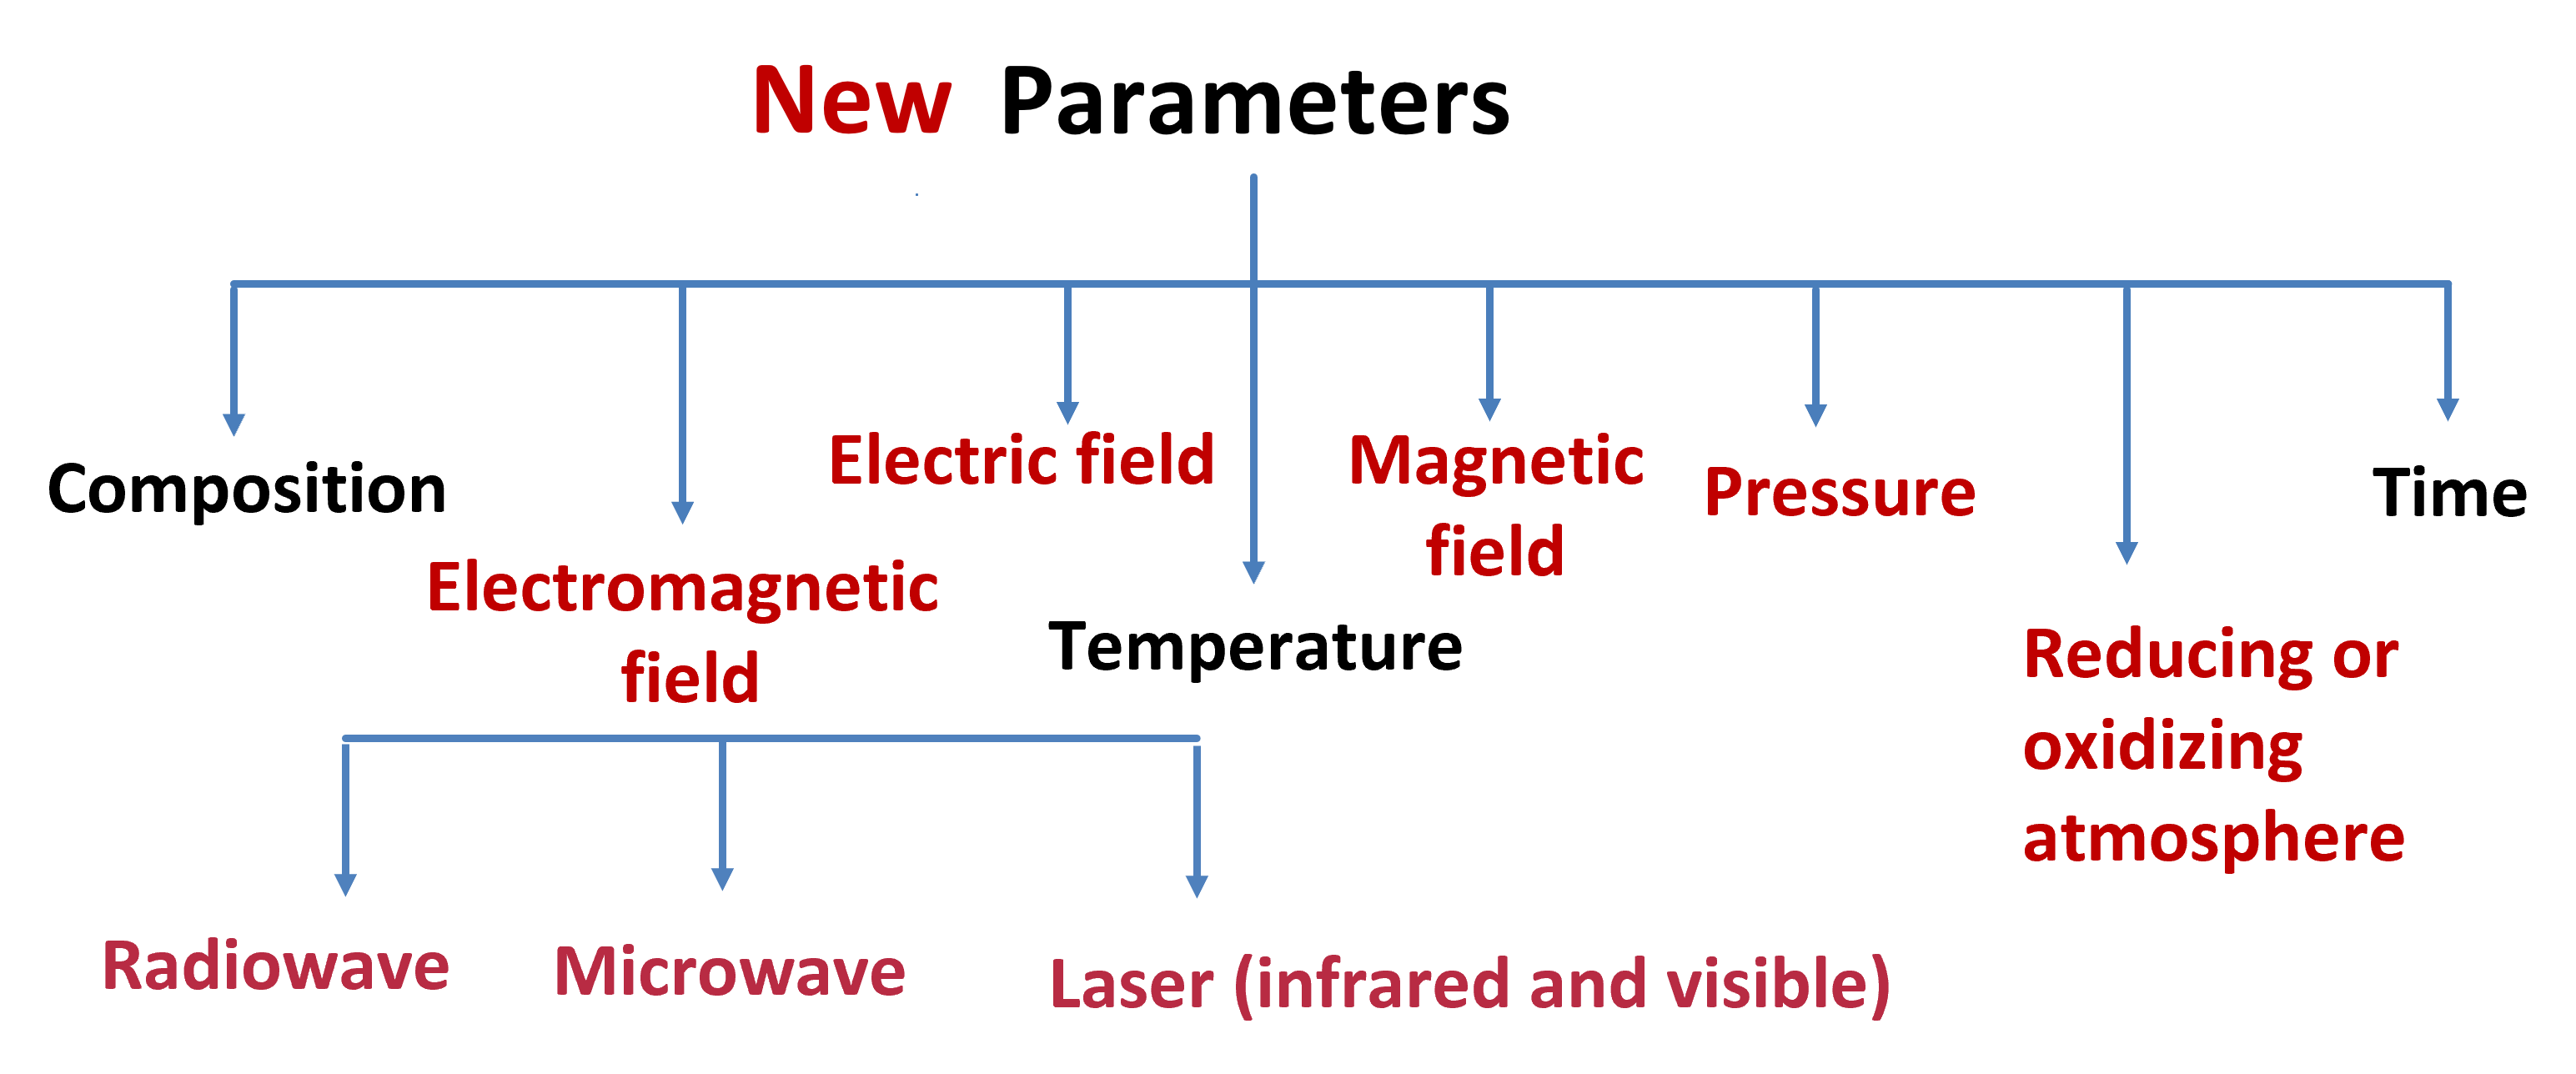 New Parameters
Composition
Electromagnetic
field
Electric field
Temperature
Magnetic
field
Pressure
Reducing or
oxidizing
atmosphere
Time
Radiowave
Microwave
Laser (infrared and visible)